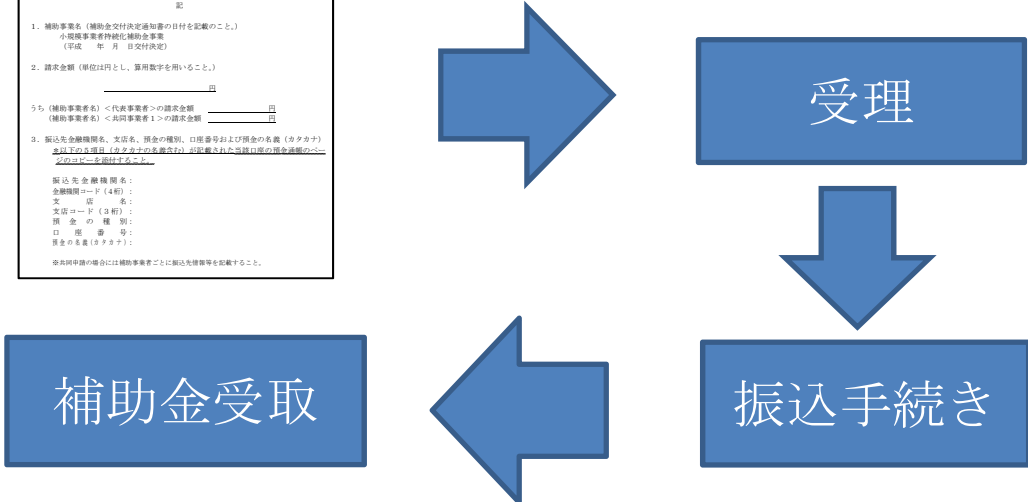 記
1．補助事業名（補助金交付決定通知書の日付を記載のこと。）
小規模事業者持続化補助金事業
（平成　　年　月　日交付決定）
2．請求金額（単位は円とし、算用数字を用いること。）
円
うち（補助事業者名）＜代表事業者＞の請求金額　円
（補助事業者名）＜共同事業者１＞の請求金額　円
3．振込先金融機関名、支店名、預金の種別、口座番号および預金の名義（カタカナ）
＊以下の５項目（カタカナの名義含む）が記載された当該口座の預金通帳のペー
ジのコピーを添付すること。
振込先金融機関名：
金融機関コード（４桁）：
支　店　名：
支店コード（３桁）：
預金の種別：
口座番号：
預金の名義(カタカナ)：
※共同申請の場合には補助事業者ごとに振込先情報等を記載すること。
受理
振込手続き
補助金受取